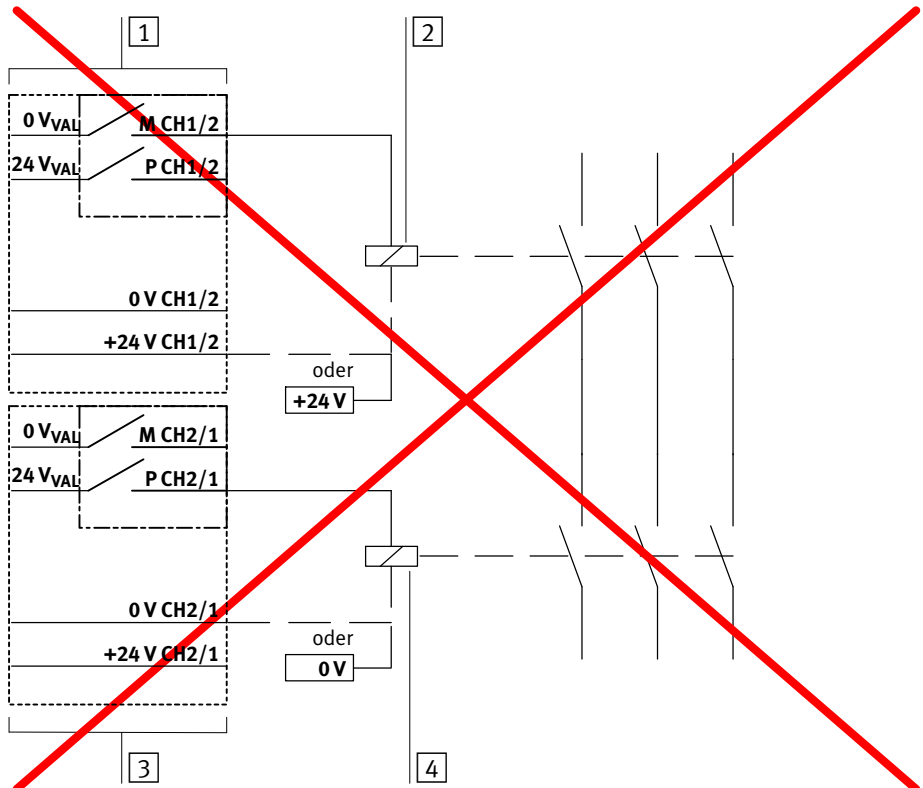 1
2
0 VVAL
M CH1/2
24 VVAL
P CH1/2
0 V CH1/2
+24 V CH1/2
oder
+24 V
0 VVAL
M CH2/1
24 VVAL
P CH2/1
0 V CH2/1
oder
+24 V CH2/1
0 V
3
4